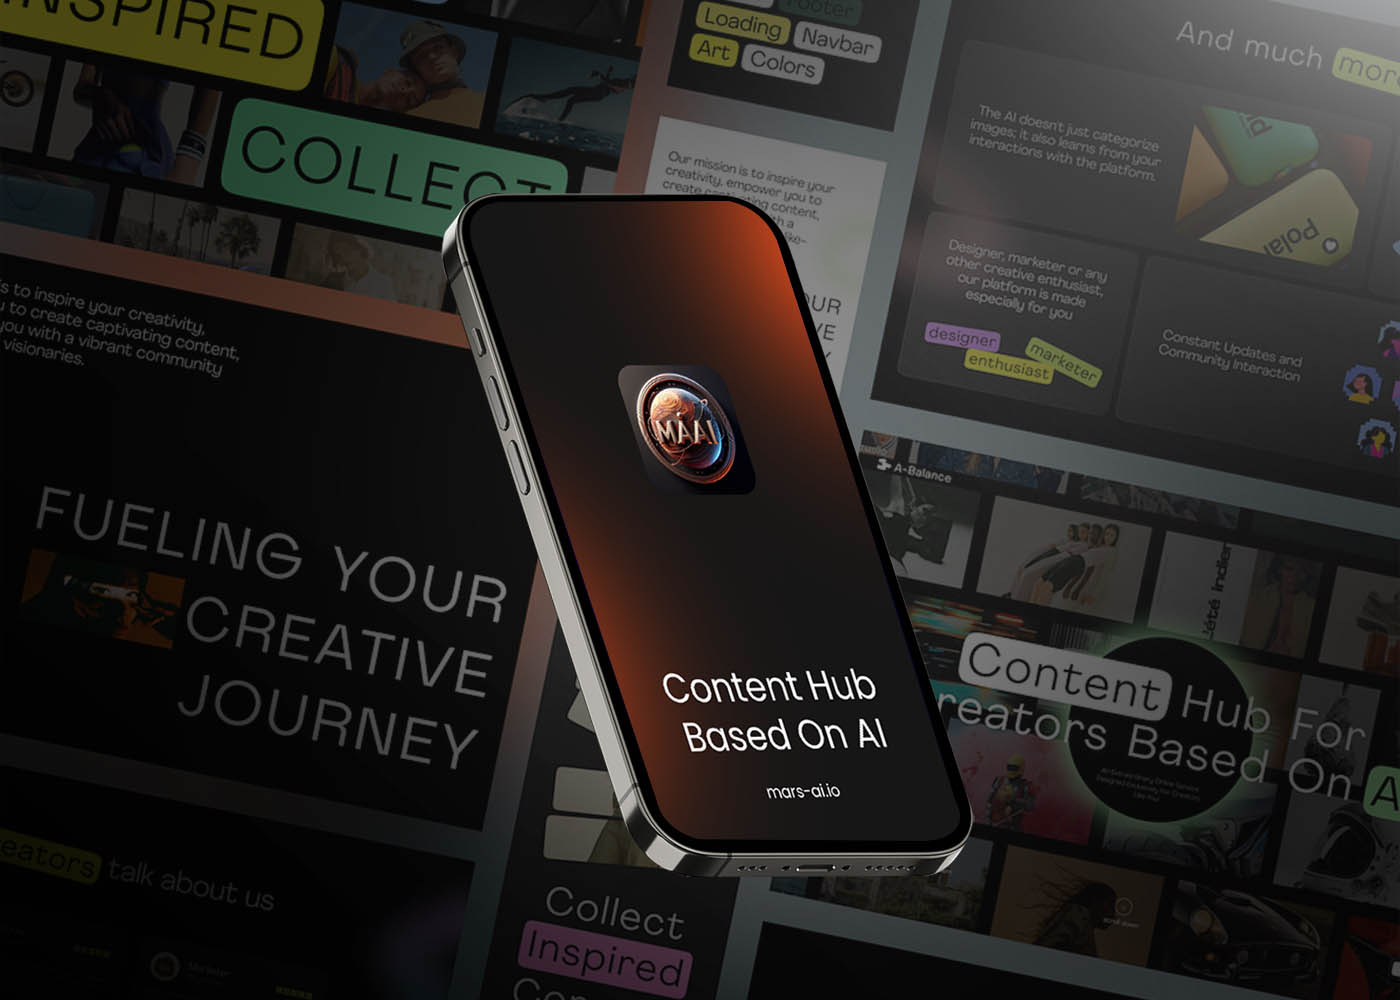 INSPIRED
COLLECT
Footer
Loading Navbar
Art Colors
And much more
The AI doesn't just categorize
images; it also learns from your
interactions with the platform.
Polar
Our mission is to inspire your
creativity, empower you to
create captivating content,
Designer, marketer or any
other creative enthusiast,
our platform is made
especially for you
designer
marketer
enthusiast
Constant Updates and
Community Interaction
s to inspire your creativity,
to create captivating content,
you with a vibrant community
visionaries.
FUELING YOUR
CREATIVE
JOURNEY
MAAI
Content Hub
Based On AI
mars-ai.io
A-Balance
l'été indien
Content Hub For
reators Based On A
eators talk about us
Collect
Inspired